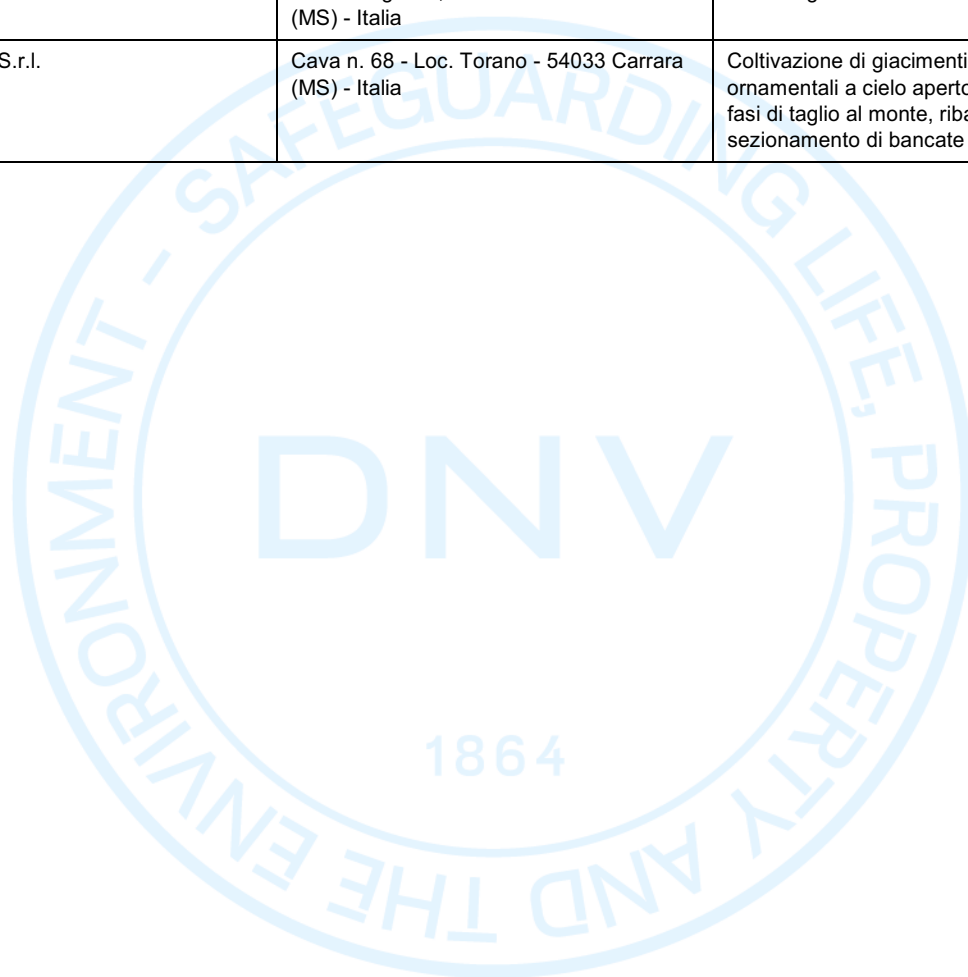 (MS) - Italia
S.r.l.
Cava n. 68 - Loc. Torano - 54033 Carrara
(MS) - Italia
Coltivazione di giacimenti
ornamentali a cielo aperto
fasi di taglio al monte, riba
sezionamento di bancate
SAFEGUARDING LIFE, PROPERTY AND THE ENVIRONMENT -
DNV
1864